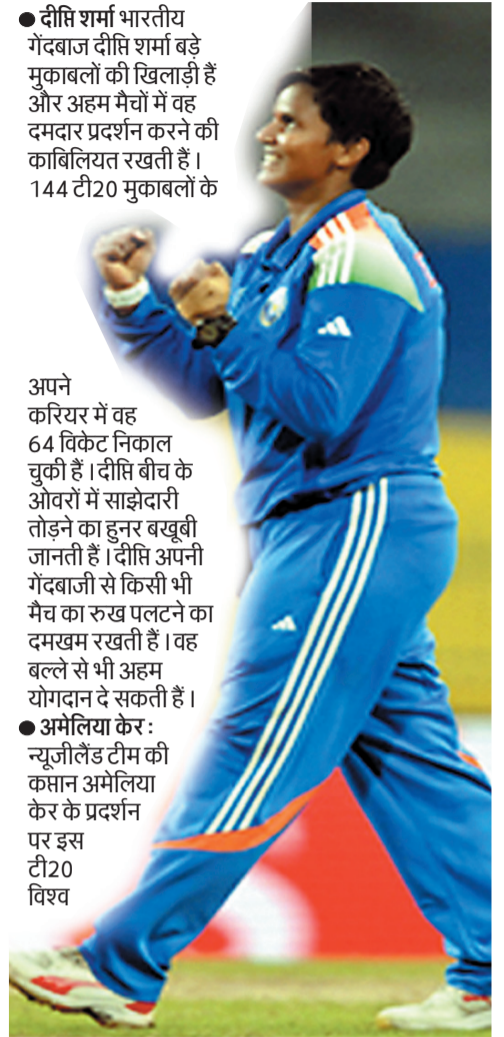 ● दीप्ति शर्मा भारतीय
गेंदबाज दीप्ति शर्मा बड़े
मुकाबलों की खिलाड़ी हैं
और अहम मैचों में वह
दमदार प्रदर्शन करने की
काबिलियत रखती हैं।
144 टी20 मुकाबलों के
अपने
करियर में वह
64 विकेट निकाल
चुकी हैं। दीप्ति बीच के
ओवरों में साझेदारी
तोड़ने का हुनर बखूबी
जानती हैं। दीप्ति अपनी
गेंदबाजी से किसी भी
मैच का रुख पलटने का
दमखम रखती हैं। वह
बल्ले से भी अहम
योगदान दे सकती हैं।
● अमेलिया केर:
न्यूजीलैंड टीम की
कप्तान अमेलिया
केर के प्रदर्शन
पर इस
टी20
विश्व